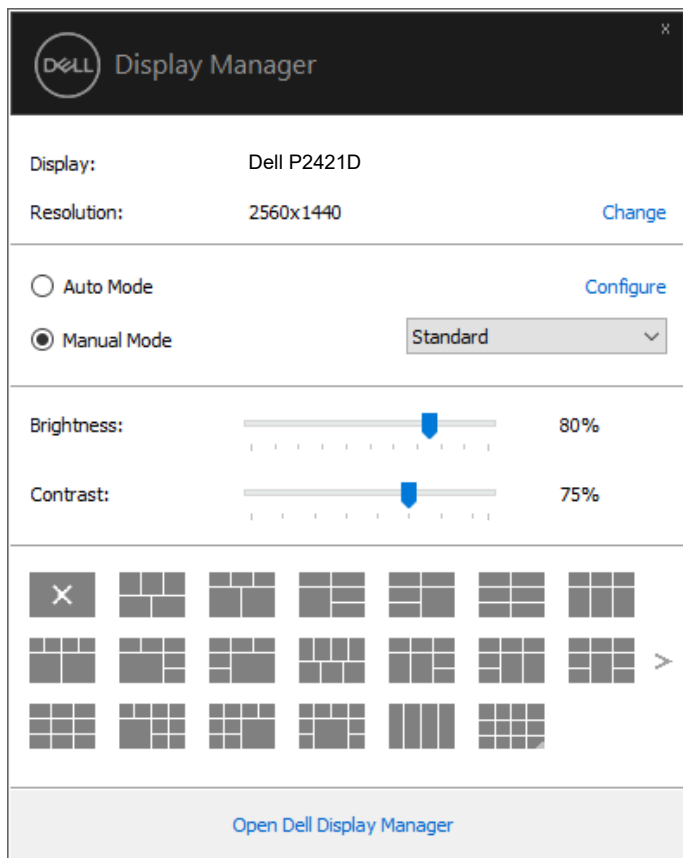 x
DELL Display Manager
Display: Dell P2421D
Resolution: 2560x1440 Change
Auto Mode Configure
Manual Mode Standard
Brightness: 80%
Contrast: 75%
Open Dell Display Manager